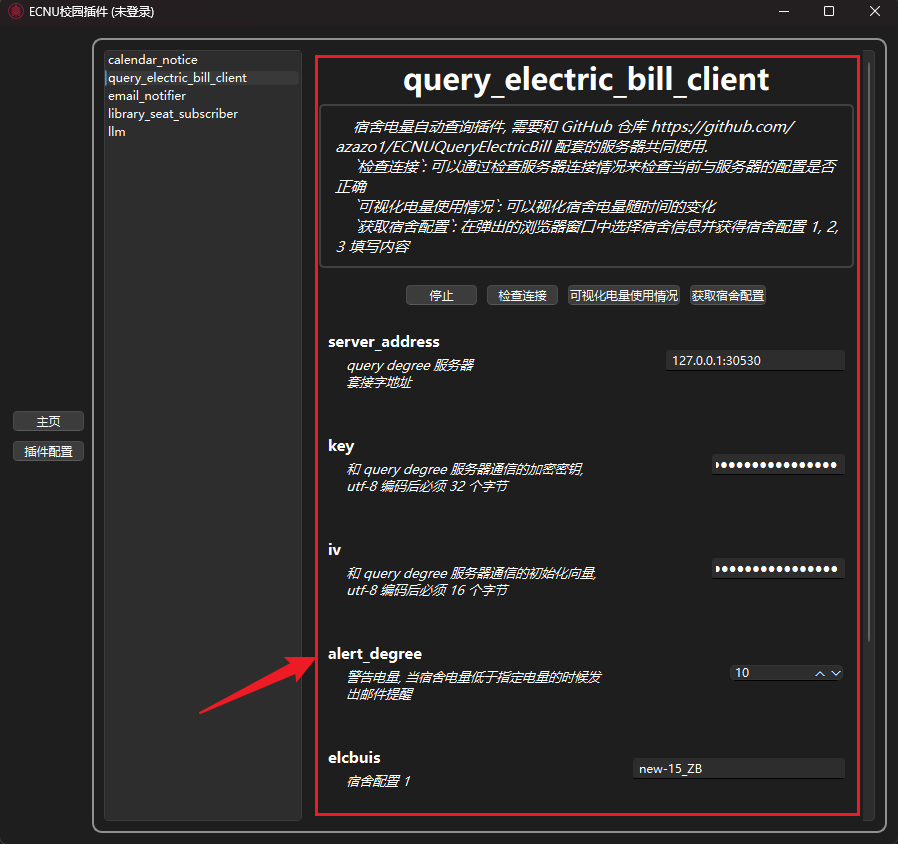 ECNU校园插件 (未登录)
主页
插件配置
calendar_notice
query_electric_bill_client
email_notifier
library_seat_subscriber
llm
query_electric_bill_client
宿舍电量自动查询插件, 需要和 GitHub 仓库 https://github.com/
azazo1/ECNUQueryElectricBill 配套的服务器共同使用.
`检查连接`: 可以通过检查服务器连接情况来检查当前与服务器的配置是否
正确
`可视化电量使用情况`: 可以视化宿舍电量随时间的变化
`获取宿舍配置`: 在弹出的浏览器窗口中选择宿舍信息并获得宿舍配置 1, 2,
3 填写内容
停止 检查连接 可视化电量使用情况 获取宿舍配置
server_address
query degree 服务器
套接字地址
127.0.0.1:30530
key
和 query degree 服务器通信的加密密钥,
utf-8 编码后必须 32 个字节
iv
和 query degree 服务器通信的初始化向量,
utf-8 编码后必须 16 个字节
alert_degree
警告电量, 当宿舍电量低于指定电量的时候发
出邮件提醒
10
elcbuis
宿舍配置 1
new-15_ZB